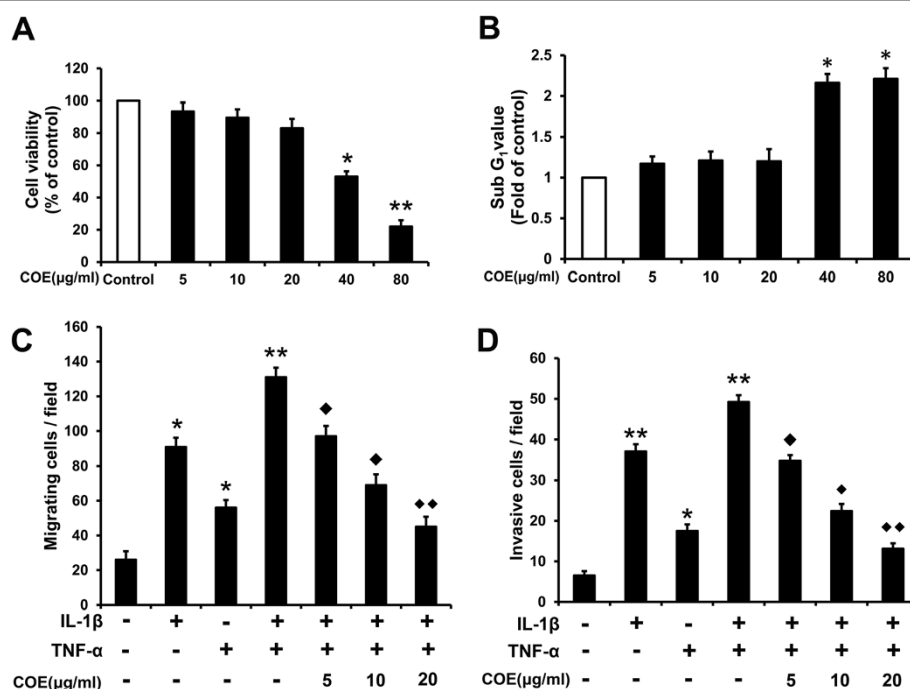 A
Cell viability
(% of control)
120
100
80
60
40
20
0
*
**
COE(μg/ml) Control 5 10 20 40 80
B
Sub G₁value
(Fold of control)
2.5
2
1.5
1
0.5
0
* *
COE(μg/ml) Control 5 10 20 40 80
C
Migrating cells / field
160
140
120
100
80
60
40
20
0
*
*
**
◆
◆
◆◆
IL-1β - + - + + + +
TNF-α - - + + + + +
COE(μg/ml) - - - - 5 10 20
D
Invasive cells / field
60
50
40
30
20
10
0
**
*
**
◆
◆
◆◆
IL-1β - + - + + + +
TNF-α - - + + + + +
COE(μg/ml) - - - - 5 10 20